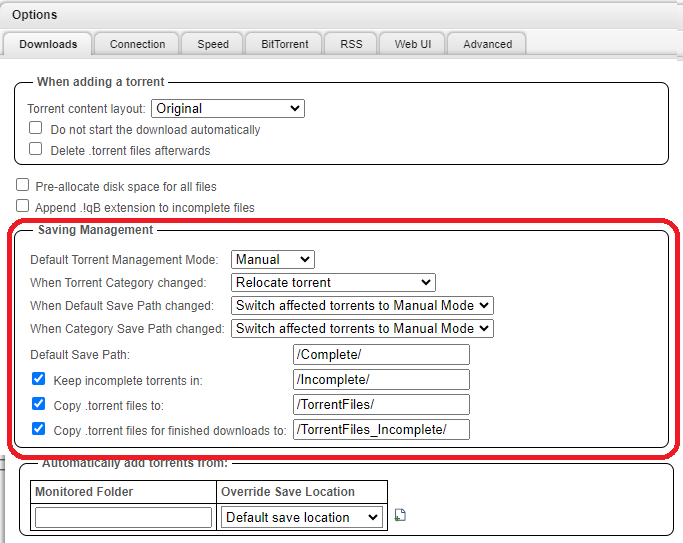 Options
Downloads Connection Speed BitTorrent RSS Web UI Advanced
When adding a torrent
Torrent content layout: Original
Do not start the download automatically
Delete .torrent files afterwards
Pre-allocate disk space for all files
Append .!qB extension to incomplete files
Saving Management
Default Torrent Management Mode: Manual
When Torrent Category changed: Relocate torrent
When Default Save Path changed: Switch affected torrents to Manual Mode
When Category Save Path changed: Switch affected torrents to Manual Mode
Default Save Path: /Complete/
Keep incomplete torrents in: /Incomplete/
Copy .torrent files to: /TorrentFiles/
Copy .torrent files for finished downloads to: /TorrentFiles_Incomplete/
Automatically add torrents from:
Monitored Folder Override Save Location
Default save location